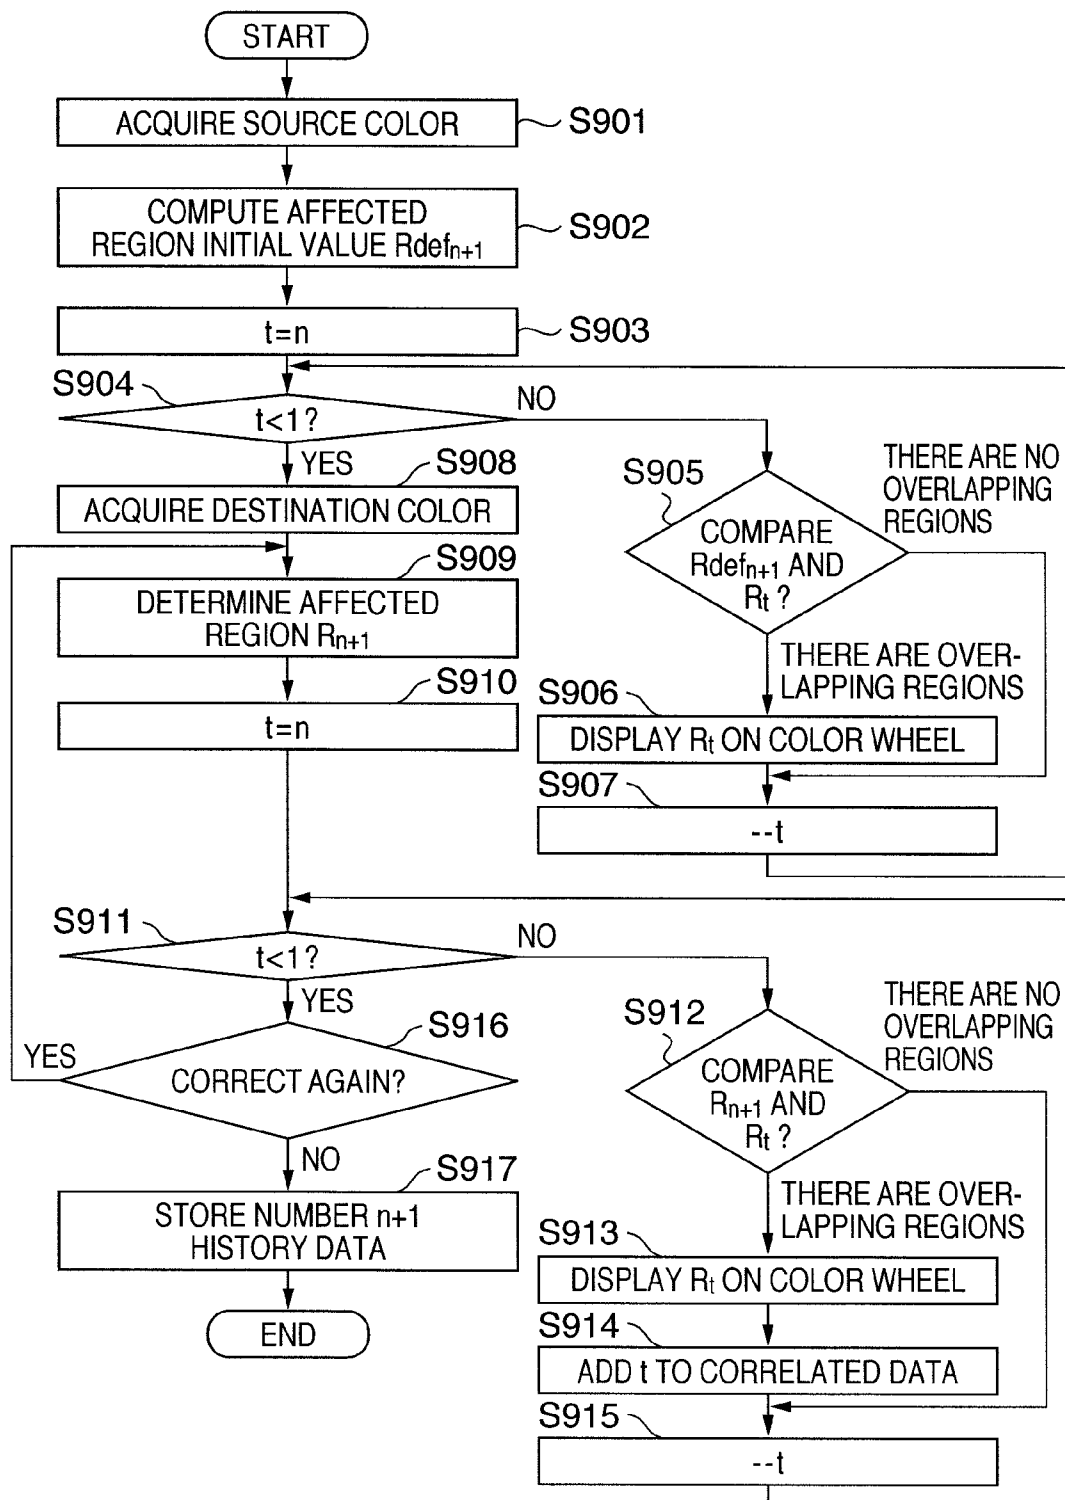 START
ACQUIRE SOURCE COLOR
S901
COMPUTE AFFECTED
REGION INITIAL VALUE Rdefn+1
S902
t=n
S903
S904
t<1?
NO
YES
S908
ACQUIRE DESTINATION COLOR
S905
COMPARE
Rdefn+1 AND
Rt ?
THERE ARE NO
OVERLAPPING
REGIONS
THERE ARE OVER-
LAPPING REGIONS
S909
DETERMINE AFFECTED
REGION Rn+1
S910
t=n
S906
DISPLAY Rt ON COLOR WHEEL
S907
--t
S911
t<1?
NO
YES
S916
YES
CORRECT AGAIN?
NO
S912
COMPARE
Rn+1 AND
Rt ?
THERE ARE NO
OVERLAPPING
REGIONS
THERE ARE OVER-
LAPPING REGIONS
S917
STORE NUMBER n+1
HISTORY DATA
END
S913
DISPLAY Rt ON COLOR WHEEL
S914
ADD t TO CORRELATED DATA
S915
--t